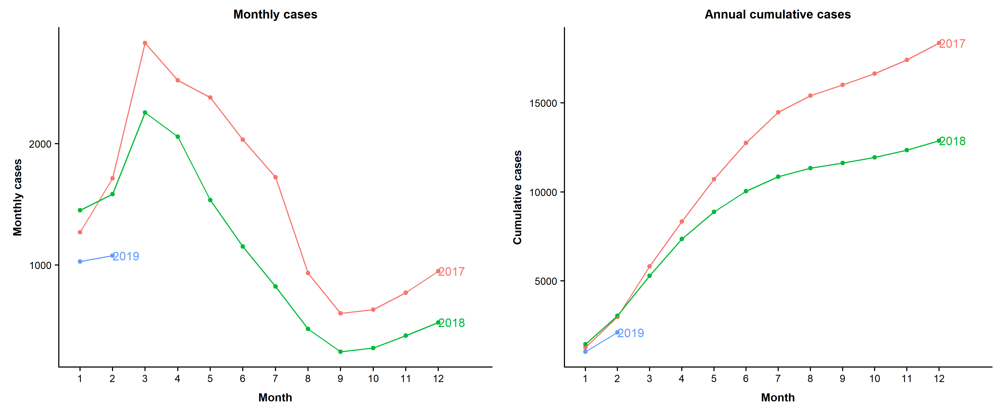 Monthly cases
Monthly cases
2000
1000
2019
2017
2018
1 2 3 4 5 6 7 8 9 10 11 12
Month
Annual cumulative cases
Cumulative cases
15000
10000
5000
2017
2018
2019
1 2 3 4 5 6 7 8 9 10 11 12
Month